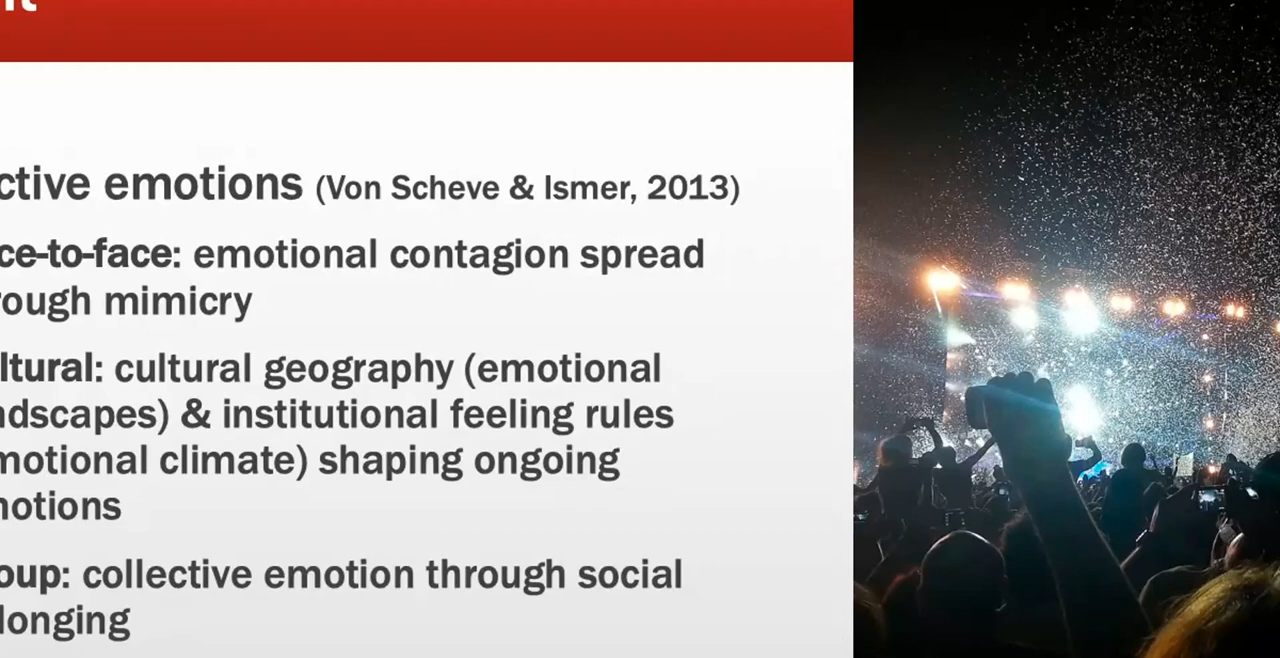 ctive emotions (Von Scheve & Ismer, 2013)
ce-to-face: emotional contagion spread
rough mimicry
ltural: cultural geography (emotional
ndscapes) & institutional feeling rules
motional climate) shaping ongoing
notions
oup: collective emotion through social
longing